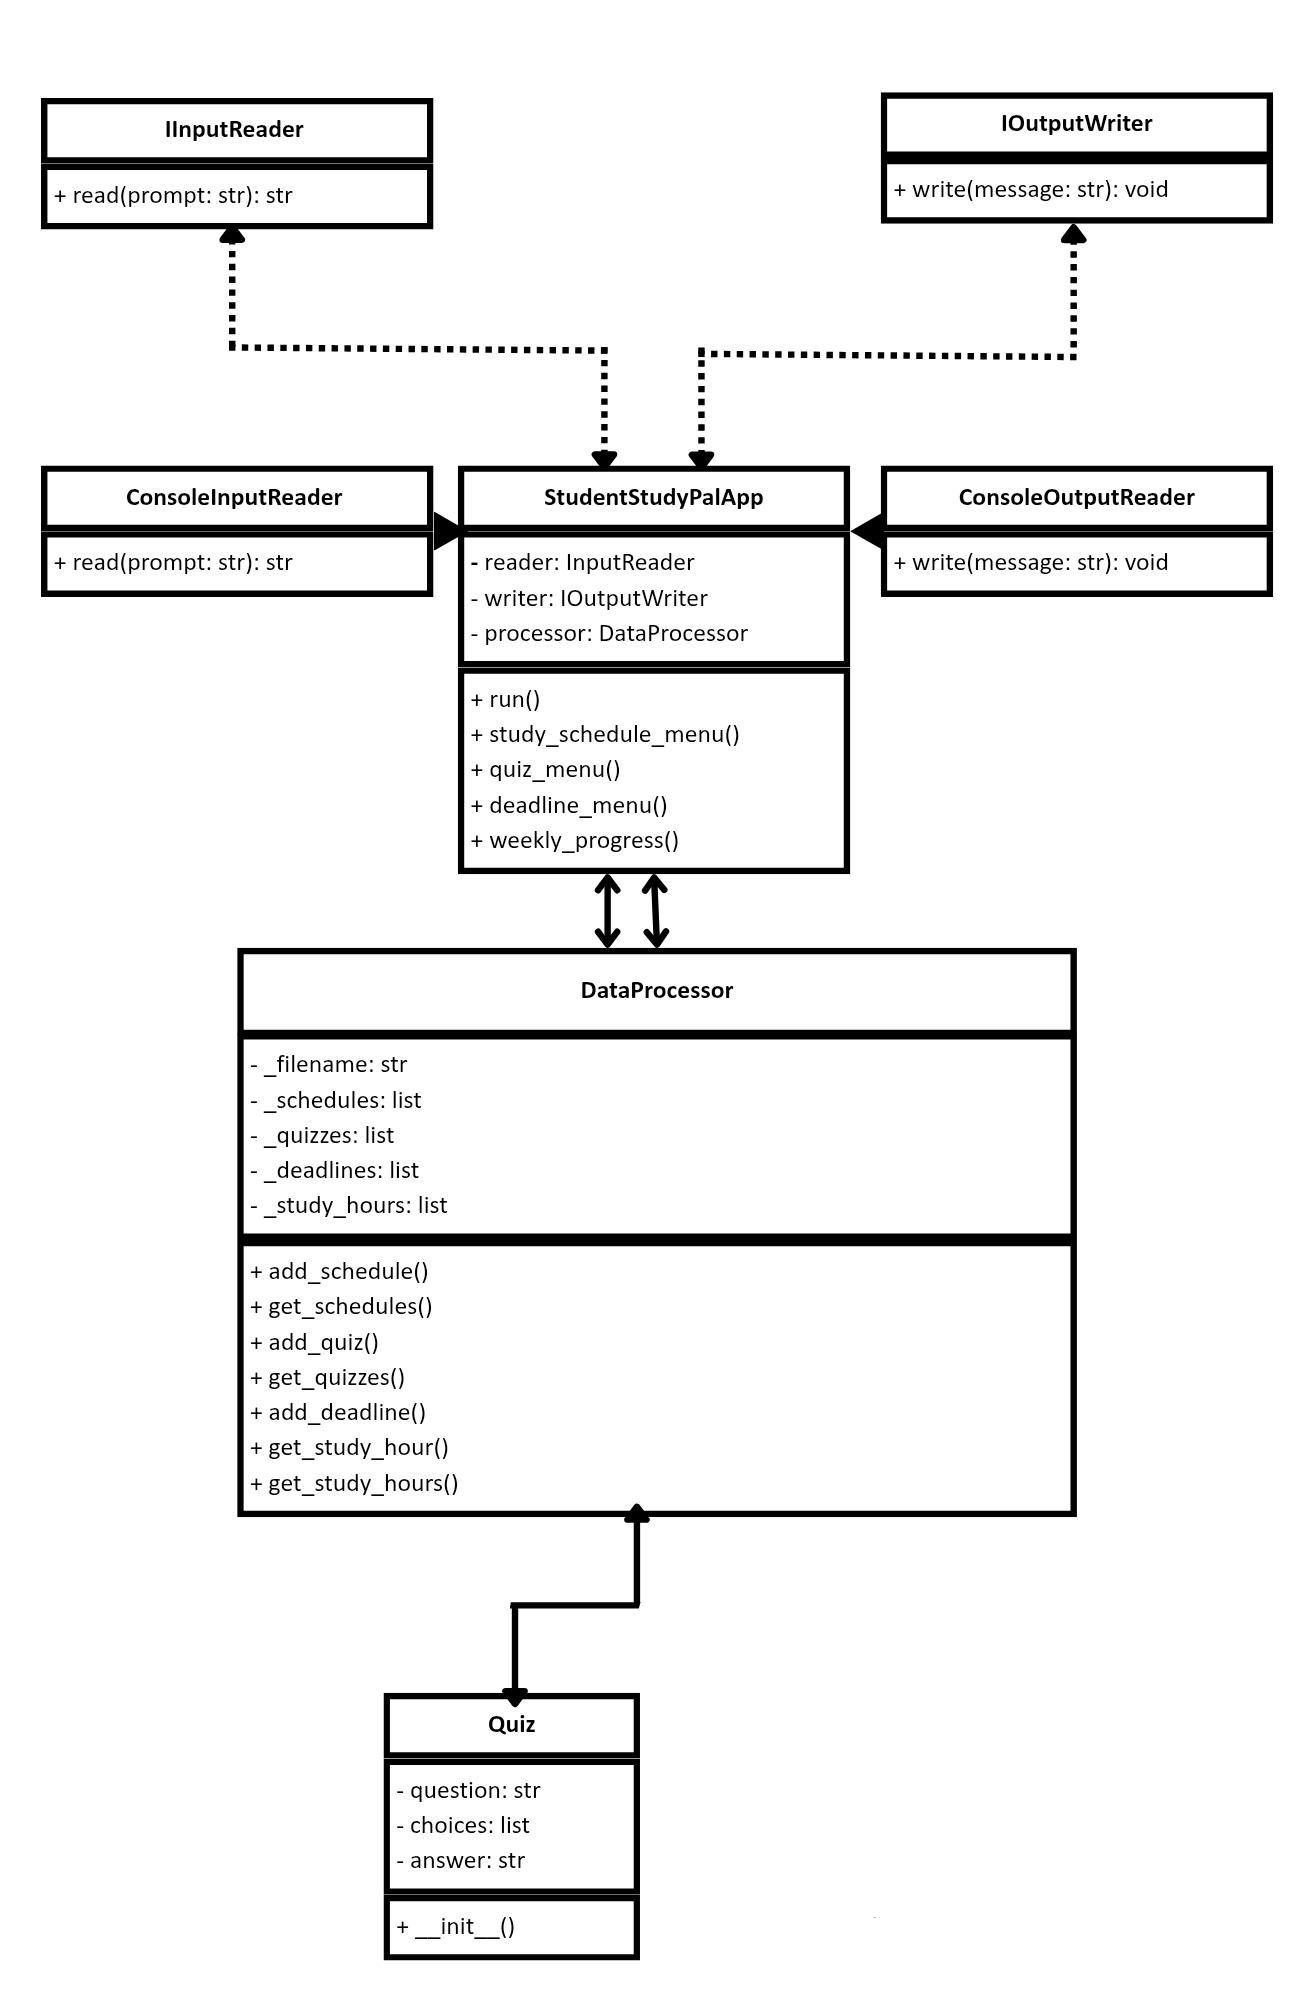 IInputReader
+ read(prompt: str): str
IOutputWriter
+ write(message: str): void
ConsoleInputReader
+ read(prompt: str): str
StudentStudyPalApp
- reader: InputReader
- writer: IOutputWriter
- processor: DataProcessor
+ run()
+ study_schedule_menu()
+ quiz_menu()
+ deadline_menu()
+ weekly_progress()
ConsoleOutputReader
+ write(message: str): void
DataProcessor
- _filename: str
- _schedules: list
- _quizzes: list
- _deadlines: list
- _study_hours: list
+ add_schedule()
+ get_schedules()
+ add_quiz()
+ get_quizzes()
+ add_deadline()
+ get_study_hour()
+ get_study_hours()
Quiz
- question: str
- choices: list
- answer: str
+ __init__()